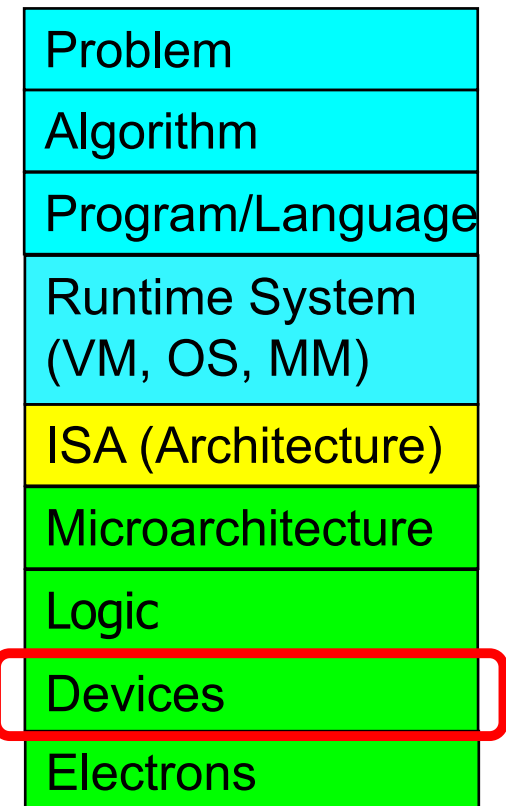 Problem
Algorithm
Program/Language
Runtime System
(VM, OS, MM)
ISA (Architecture)
Microarchitecture
Logic
Devices
Electrons